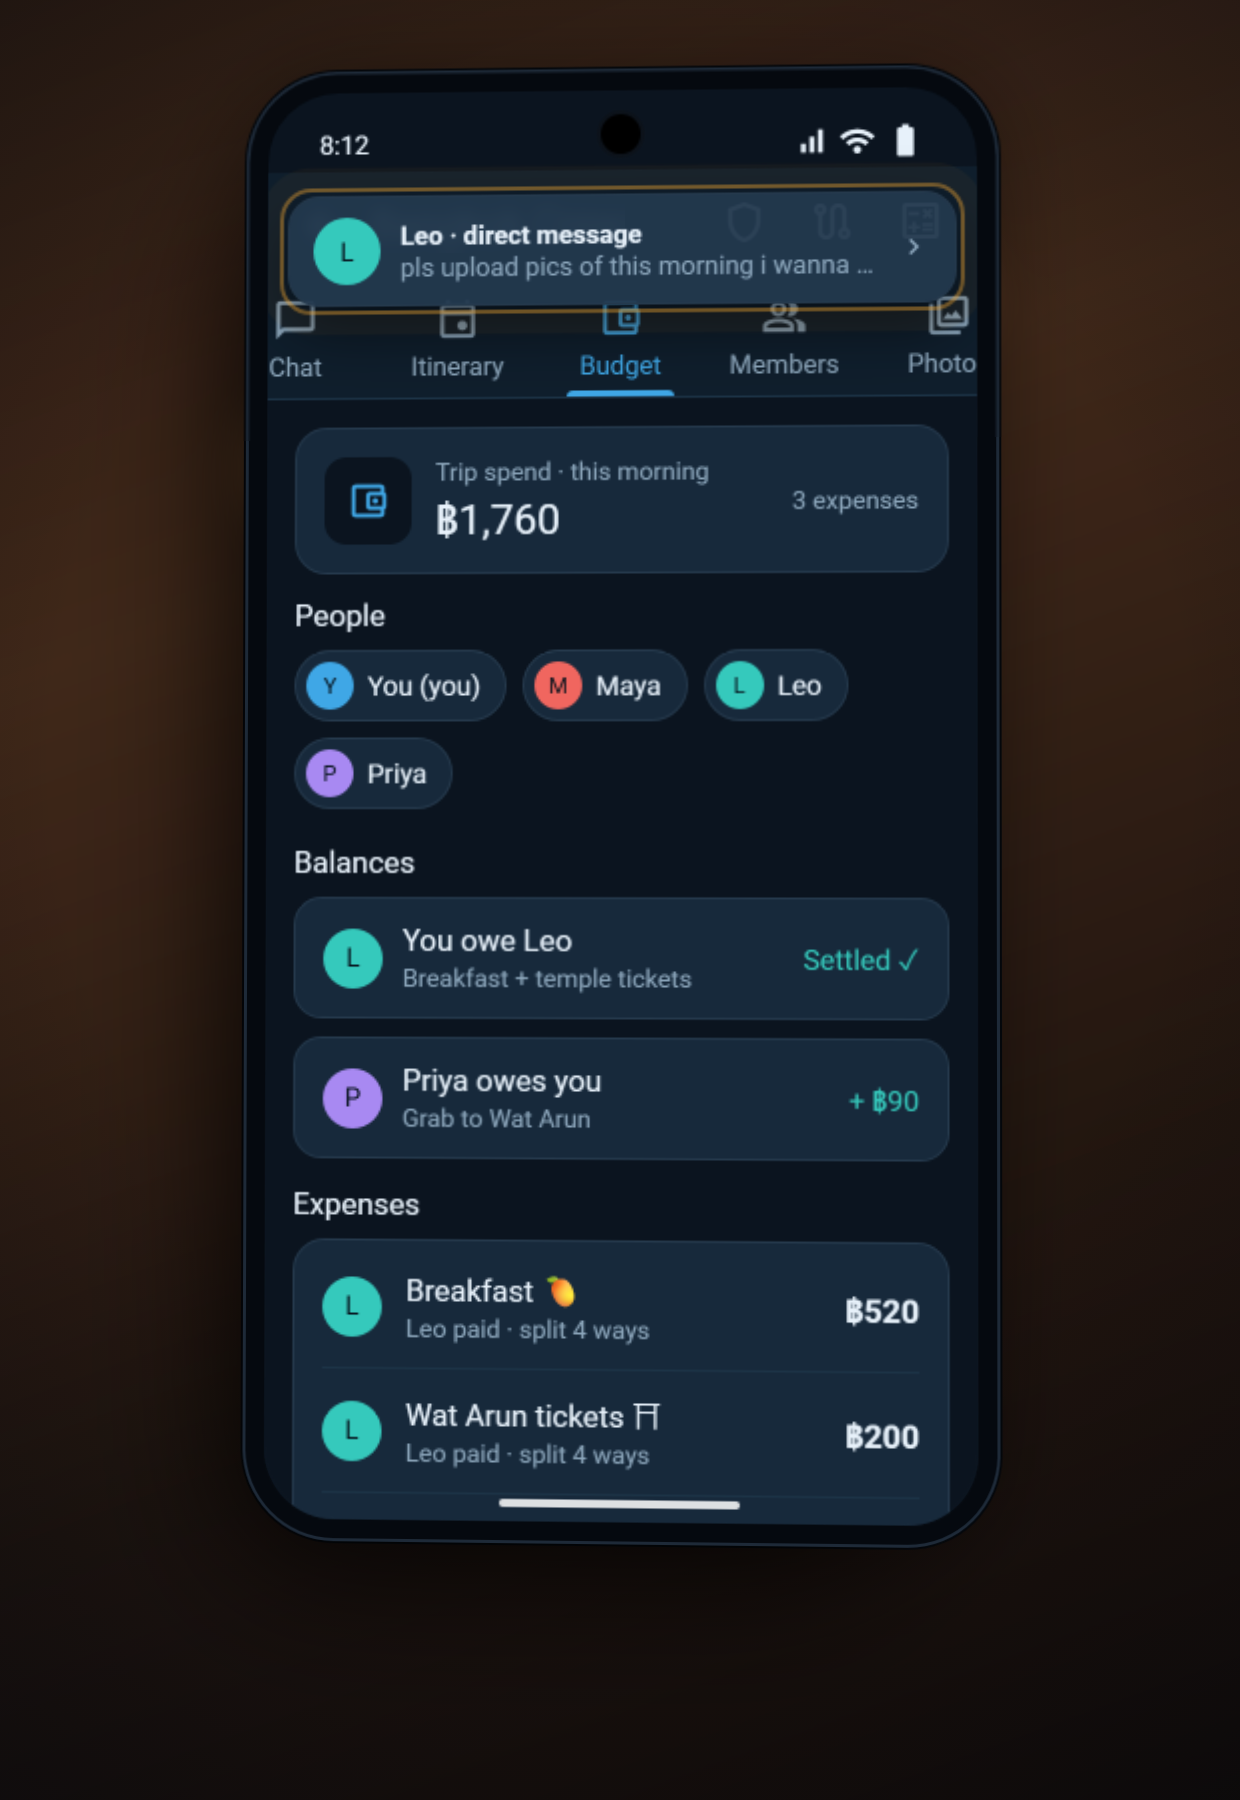 8:12
L
Leo · direct message
pls upload pics of this morning i wanna ...
Chat
Itinerary
Budget
Members
Photo
Trip spend · this morning
฿1,760
3 expenses
People
Y You (you)
M Maya
L Leo
P Priya
Balances
L
You owe Leo
Breakfast + temple tickets
Settled ✓
P
Priya owes you
Grab to Wat Arun
+ ฿90
Expenses
L
Breakfast 🥭
Leo paid · split 4 ways
฿520
L
Wat Arun tickets ⛩
Leo paid · split 4 ways
฿200